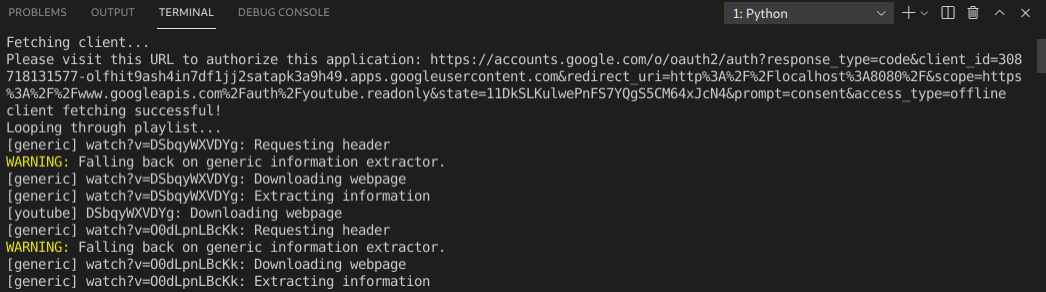 PROBLEMS OUTPUT TERMINAL DEBUG CONSOLE 1: Python
Fetching client...
Please visit this URL to authorize this application: https://accounts.google.com/o/oauth2/auth?response_type=code&client_id=308
718131577-olfhit9ash4in7df1jj2satapk3a9h49.apps.googleusercontent.com&redirect_uri=http%3A%2F%2Flocalhost%3A8080%2F&scope=https
%3A%2F%2Fwww.googleapis.com%2Fauth%2Fyoutube.readonly&state=11DkSLKulwePnFS7YQgS5CM64xJcN4&prompt=consent&access_type=offline
client fetching successful!
Looping through playlist...
[generic] watch?v=DSbqyWXVDYg: Requesting header
WARNING: Falling back on generic information extractor.
[generic] watch?v=DSbqyWXVDYg: Downloading webpage
[generic] watch?v=DSbqyWXVDYg: Extracting information
[youtube] DSbqyWXVDYg: Downloading webpage
[generic] watch?v=O0dLpnLBcKk: Requesting header
WARNING: Falling back on generic information extractor.
[generic] watch?v=O0dLpnLBcKk: Downloading webpage
[generic] watch?v=O0dLpnLBcKk: Extracting information